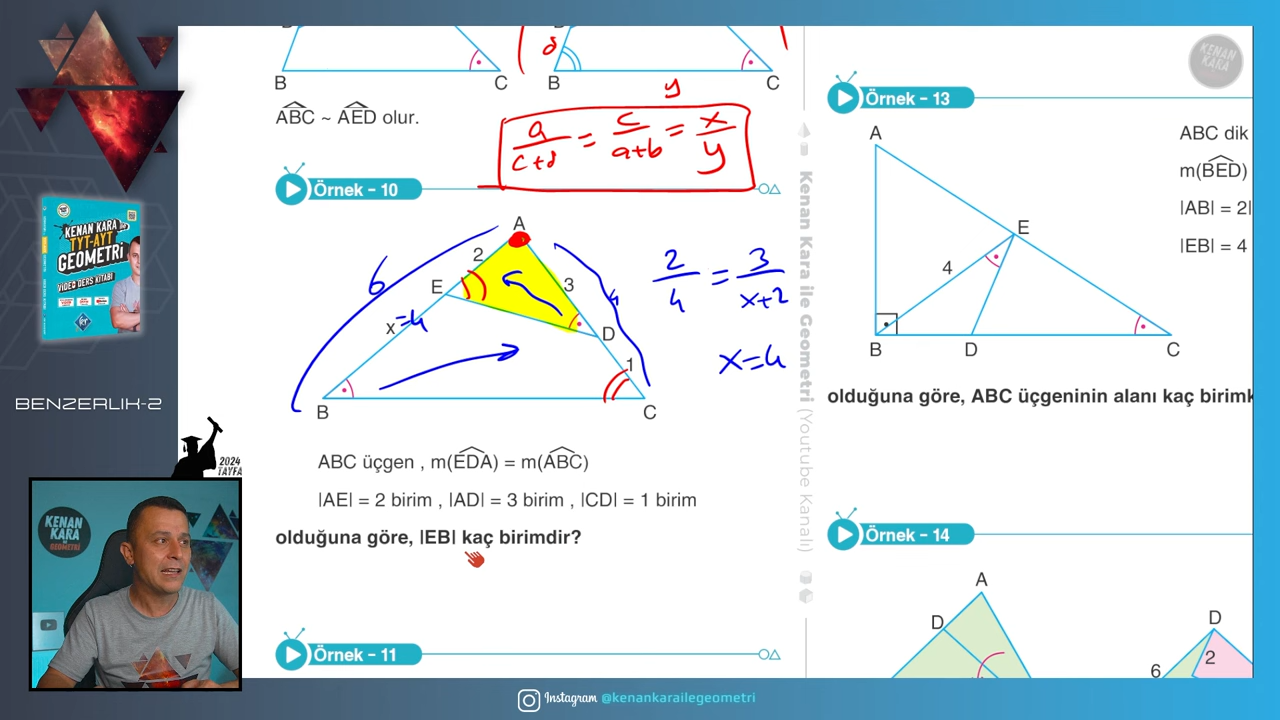 B
C
B
C
d
y
ABC ~ AED olur.
a/(c+d) = c/(a+b) = x/y
Örnek - 10
A
2
3
E
D
x=4
1
B
C
6
4
2/4 = 3/(x+2)
x=4
ABC üçgen , m(EDA) = m(ABC)
|AE| = 2 birim , |AD| = 3 birim , |CD| = 1 birim
olduğuna göre, |EB| kaç birimdir?
Örnek - 11
Kenan Kara ile Geometri (Youtube Kanalı)
KENAN
KARA
Örnek - 13
A
E
4
B
D
C
ABC dik
m(BED)
|AB| = 2|
|EB| = 4
olduğuna göre, ABC üçgeninin alanı kaç birimk
Örnek - 14
A
D
D
2
6
KENAN KARA ile
TYT-AYT
GEOMETRİ
VİDEO DERS KİTABI
BENZERLIK-2
2024
TAYFA
KENAN
KARA
GEOMETRİ
Instagram @kenankarailegeometri